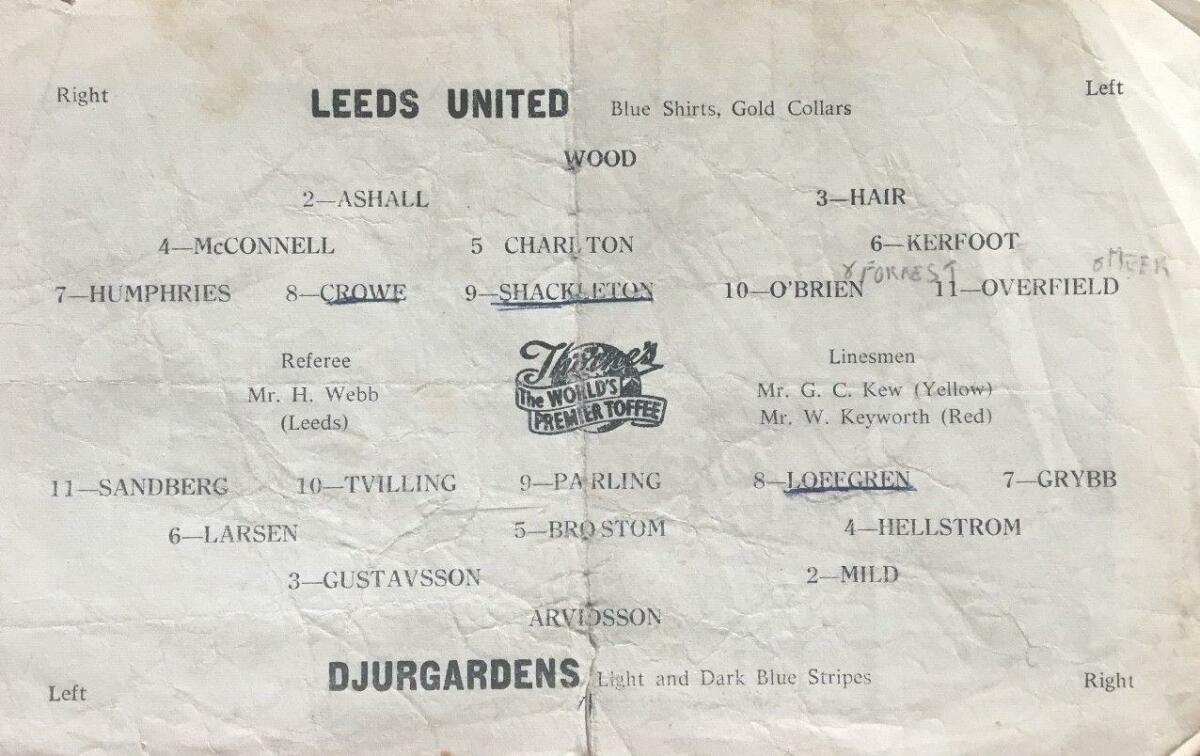 Right LEEDS UNITED Blue Shirts, Gold Collars Left
WOOD
2—ASHALL 3—HAIR
4—McCONNELL 5 CHARLTON 6—KERFOOT
FORREST MEEK
7—HUMPHRIES 8—CROWE 9—SHACKLETON 10—O'BRIEN 11—OVERFIELD
Referee Linesmen
Mr. H. Webb Mr. G. C. Kew (Yellow)
(Leeds) Mr. W. Keyworth (Red)
Thorne's
The WORLD'S
PREMIER TOFFEE
11—SANDBERG 10—TVILLING 9—PARLING 8—LOFFGREN 7—GRYBB
6—LARSEN 5—BROSTOM 4—HELLSTROM
3—GUSTAVSSON 2—MILD
ARVIDSSON
Left DJURGARDENS Light and Dark Blue Stripes Right